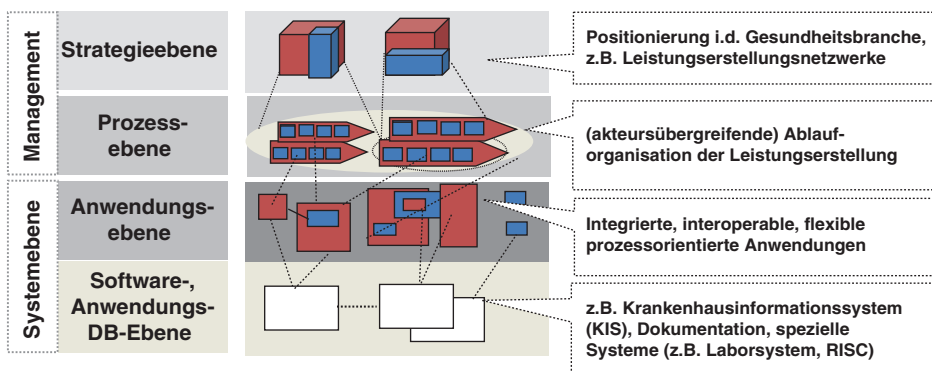 Management
Strategieebene
Positionierung i.d. Gesundheitsbranche,
z.B. Leistungserstellungsnetzwerke
Prozess-
ebene
(akteursübergreifende) Ablauf-
organisation der Leistungserstellung
Systemebene
Anwendungs-
ebene
Integrierte, interoperable, flexible
prozessorientierte Anwendungen
Software-,
Anwendungs-
DB-Ebene
z.B. Krankenhausinformationssystem
(KIS), Dokumentation, spezielle
Systeme (z.B. Laborsystem, RISC)